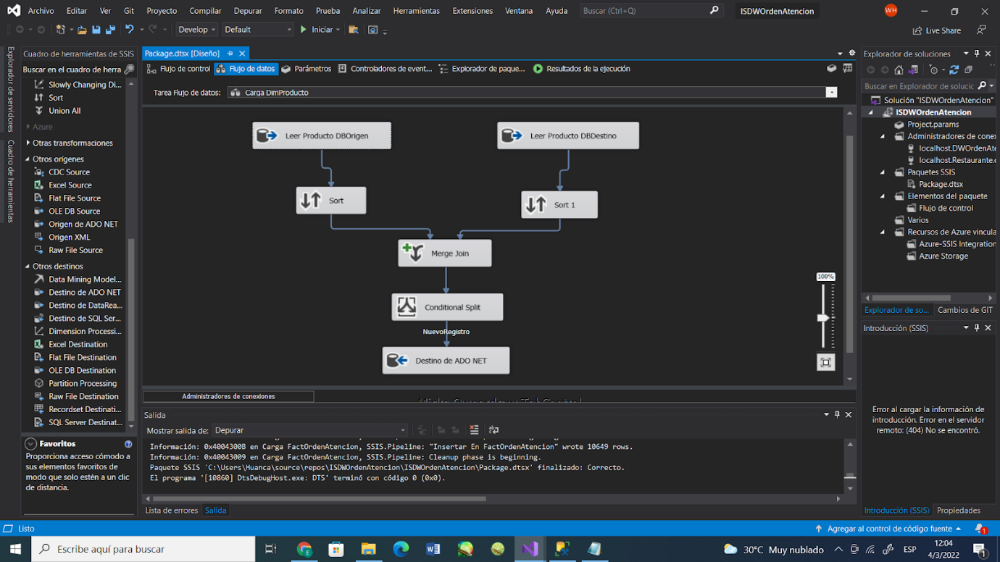 Archivo Editar Ver Git Proyecto Compilar Depurar Formato Prueba Analizar Herramientas Extensiones Ventana Ayuda Buscar (Ctrl+Q) ISDWOrdenAtencion WH
Develop Default Iniciar Live Share
Explorador de servidores
Cuadro de herramientas
Cuadro de herramientas de SSIS
Buscar en el cuadro de herra
Slowly Changing Di...
Sort
Union All
Azure
Otras transformaciones
Otros orígenes
CDC Source
Excel Source
Flat File Source
OLE DB Source
Origen de ADO NET
Origen XML
Raw File Source
Otros destinos
Data Mining Model...
Destino de ADO NET
Destino de DataRea...
Destino de SQL Ser...
Dimension Processi...
Excel Destination
Flat File Destination
OLE DB Destination
Partition Processing
Raw File Destination
Recordset Destinati...
SQL Server Destinat...
Favoritos
Proporciona acceso cómodo a
sus elementos favoritos de
modo que solo estén a un clic
de distancia.
Package.dtsx [Diseño]
Flujo de control Flujo de datos Parámetros Controladores de event... Explorador de paque... Resultados de la ejecución
Tarea Flujo de datos: Carga DimProducto
Leer Producto DBOrigen
Leer Producto DBDestino
Sort
Sort 1
Merge Join
Conditional Split
NuevoRegistro
Destino de ADO NET
100%
Administradores de conexiones
Salida
Mostrar salida de: Depurar
Información: 0x4004300B en Carga FactOrdenAtencion, SSIS.Pipeline: "Insertar En FactOrdenAtencion" wrote 10649 rows.
Información: 0x40043009 en Carga FactOrdenAtencion, SSIS.Pipeline: Cleanup phase is beginning.
Paquete SSIS 'C:\Users\Huanca\source\repos\ISDWOrdenAtencion\ISDWOrdenAtencion\Package.dtsx' finalizado: Correcto.
El programa '[10860] DtsDebugHost.exe: DTS' terminó con código 0 (0x0).
Lista de errores Salida
Explorador de soluciones
Buscar en Explorador de solucic
Solución "ISDWOrdenAtencion"
ISDWOrdenAtencion
Project.params
Administradores de conex
localhost.DWOrdenAte
localhost.Restaurante.c
Paquetes SSIS
Package.dtsx
Elementos del paquete
Flujo de control
Varios
Recursos de Azure vincula
Azure-SSIS Integration
Azure Storage
Explorador de so... Cambios de GIT
Introducción (SSIS)
Error al cargar la información de
introducción. Error en el servidor
remoto: (404) No se encontró.
Introducción (SSIS) Propiedades
Listo Agregar al control de código fuente 1
Escribe aquí para buscar 30°C Muy nublado ESP 12:04
4/3/2022 1